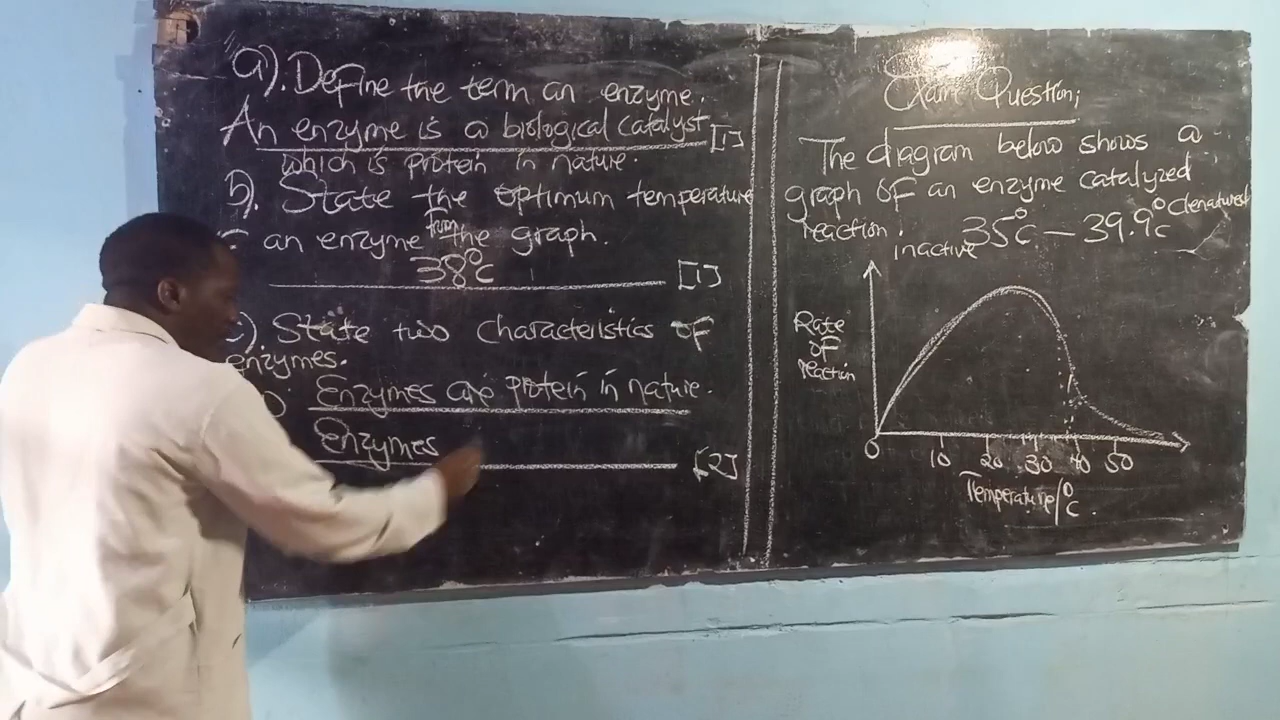 a). Define the term an enzyme.
An enzyme is a biological catalyst [1]
which is protein in nature.
b). State the optimum temperature
an enzyme from the graph.
38°C [1]
c). State two characteristics of
enzymes.
Enzymes are protein in nature.
Enzymes [2]
Exam Question;
The diagram below shows a
graph of an enzyme catalyzed
reaction. 35°C – 39.9°C denatured
inactive
Rate
of
reaction
0 10 20 30 40 50
Temperature/°C.